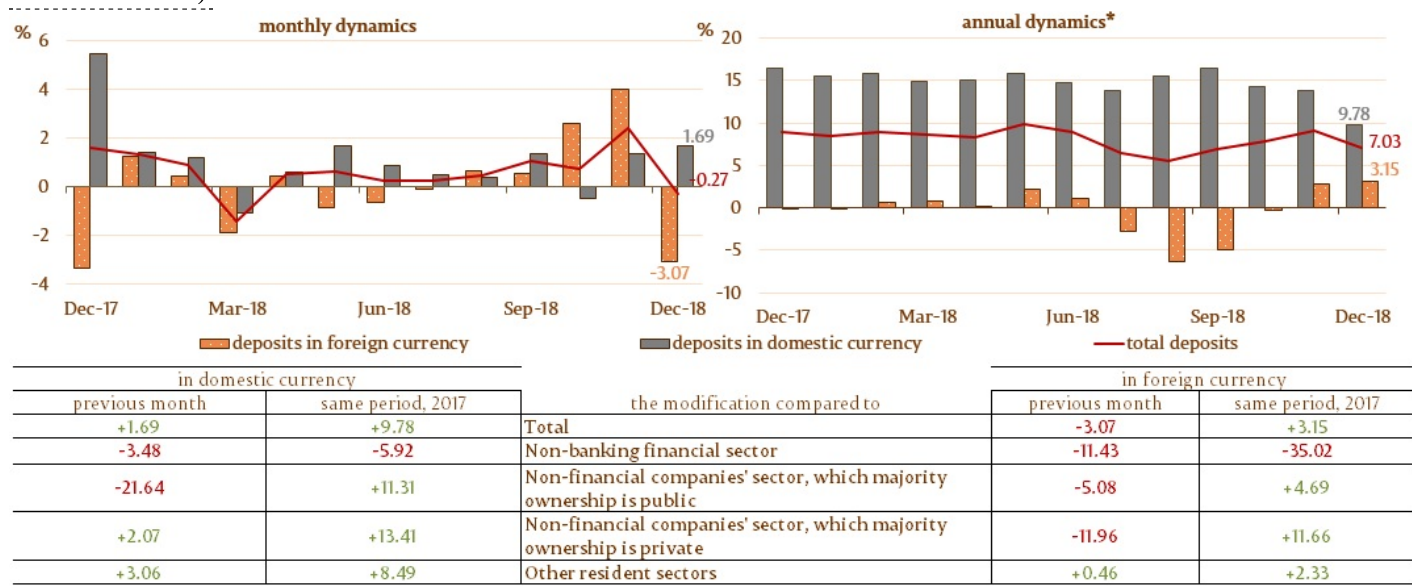 monthly dynamics
annual dynamics*
%
6
4
2
0
-2
-4
1.69
-0.27
-3.07
Dec-17
Mar-18
Jun-18
Sep-18
Dec-18
%
20
15
10
5
0
-5
-10
9.78
7.03
3.15
Dec-17
Mar-18
Jun-18
Sep-18
Dec-18
deposits in foreign currency
deposits in domestic currency
total deposits
in domestic currency
in foreign currency
previous month
same period, 2017
the modification compared to
previous month
same period, 2017
+1.69
+9.78
Total
-3.07
+3.15
-3.48
-5.92
Non-banking financial sector
-11.43
-35.02
-21.64
+11.31
Non-financial companies' sector, which majority
ownership is public
-5.08
+4.69
+2.07
+13.41
Non-financial companies' sector, which majority
ownership is private
-11.96
+11.66
+3.06
+8.49
Other resident sectors
+0.46
+2.33